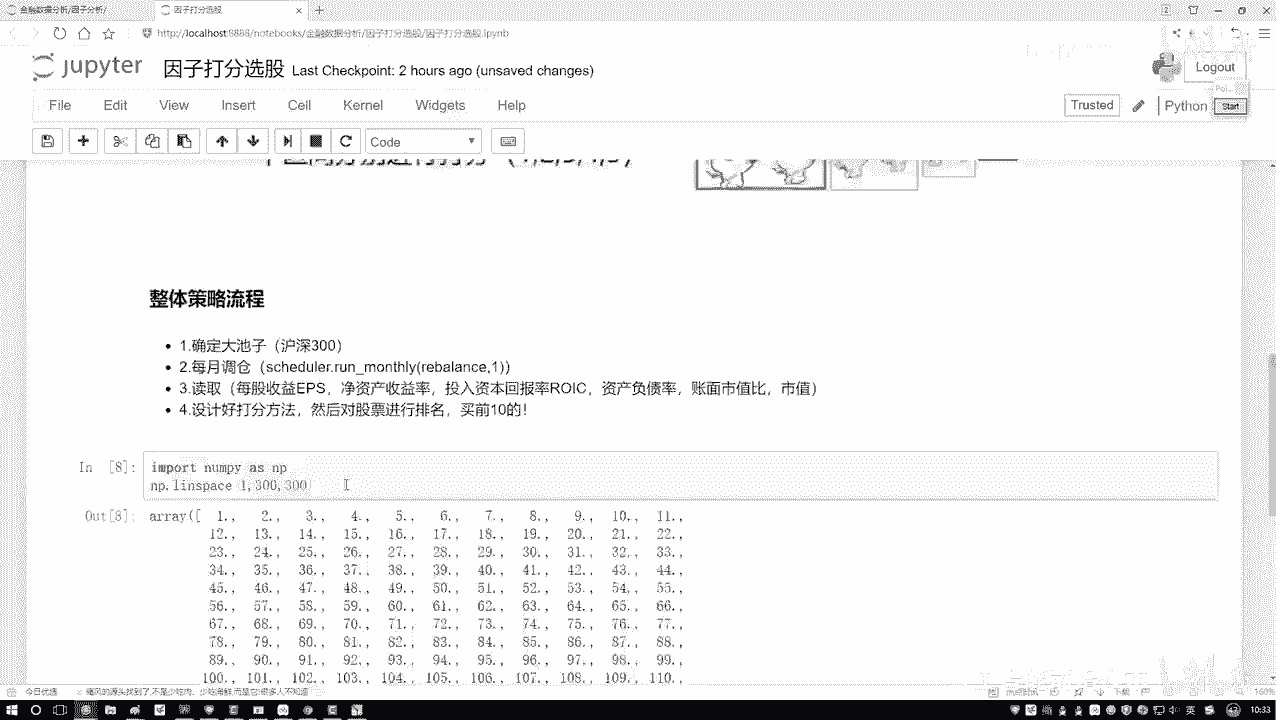 金融数据分析/因子分析/
因子打分选股
http://localhost:8888/notebooks/金融数据分析/因子打分选股/因子打分选股.ipynb
jupyter 因子打分选股 Last Checkpoint: 2 hours ago (unsaved changes)
Logout
File Edit View Insert Cell Kernel Widgets Help
Trusted Python Start
Code
整体策略流程
1.确定大池子（沪深300）
2.每月调仓（scheduler.run_monthly(rebalance,1)）
3.读取（每股收益EPS，净资产收益率，投入资本回报率ROIC，资产负债率，账面市值比，市值）
4.设计好打分方法，然后对股票进行排名，买前10的！
In [8]: import numpy as np
np.linspace(1,300,300)
Out[8]: array([ 1., 2., 3., 4., 5., 6., 7., 8., 9., 10., 11.,
12., 13., 14., 15., 16., 17., 18., 19., 20., 21., 22.,
23., 24., 25., 26., 27., 28., 29., 30., 31., 32., 33.,
34., 35., 36., 37., 38., 39., 40., 41., 42., 43., 44.,
45., 46., 47., 48., 49., 50., 51., 52., 53., 54., 55.,
56., 57., 58., 59., 60., 61., 62., 63., 64., 65., 66.,
67., 68., 69., 70., 71., 72., 73., 74., 75., 76., 77.,
78., 79., 80., 81., 82., 83., 84., 85., 86., 87., 88.,
89., 90., 91., 92., 93., 94., 95., 96., 97., 98., 99.,
100., 101., 102., 103., 104., 105., 106., 107., 108., 109., 110.,
今日优选
160%
英 10:33